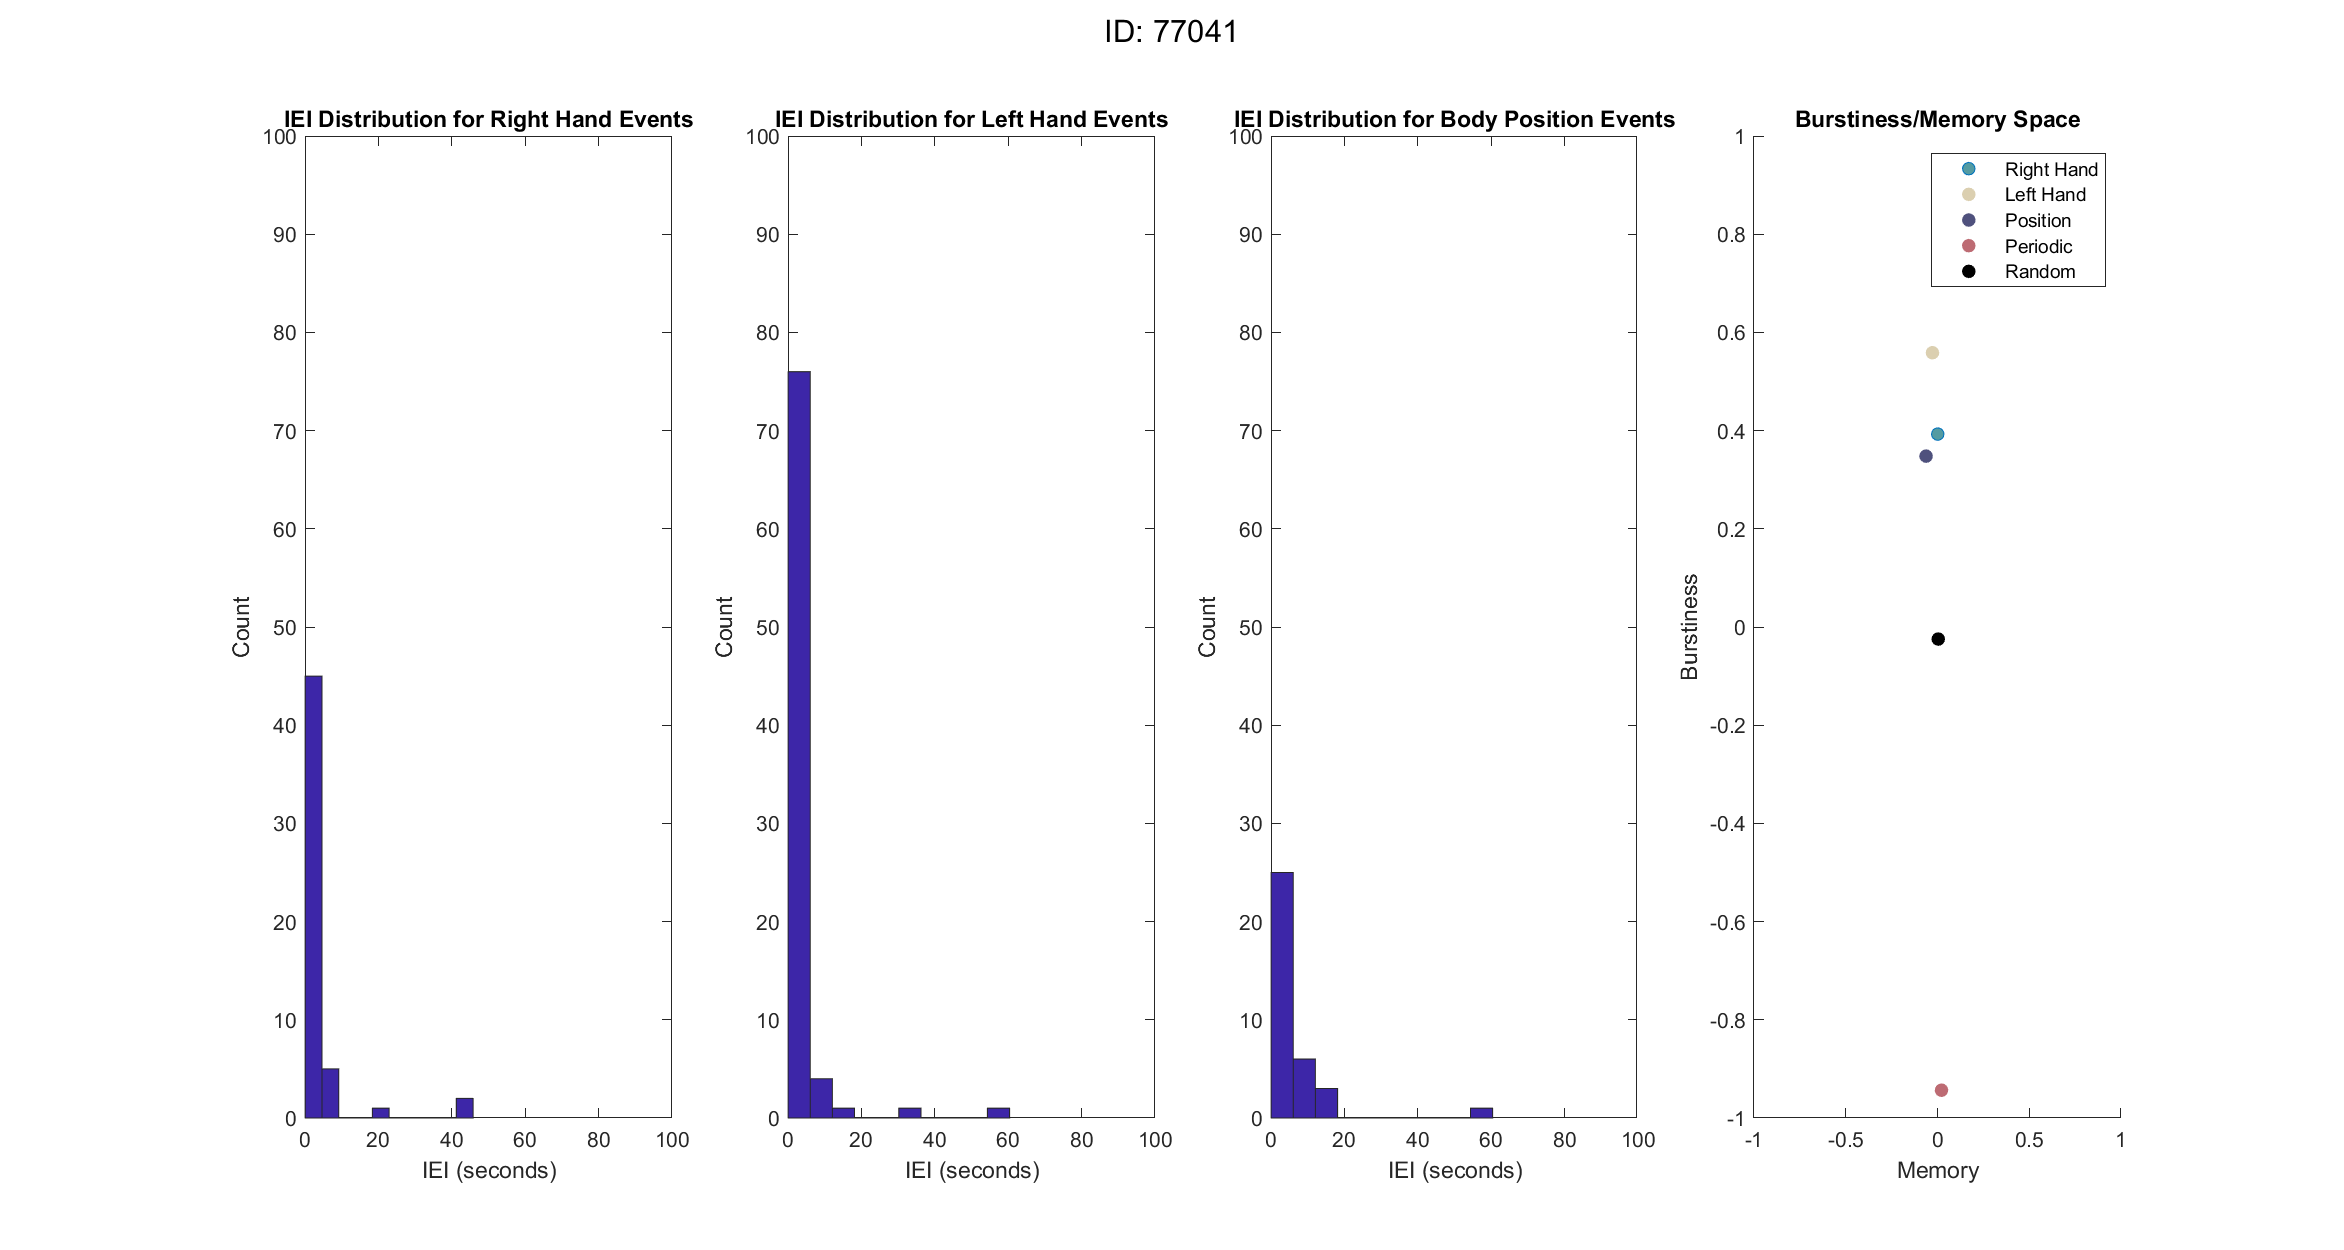 ID: 77041
IEI Distribution for Right Hand Events
100
90
80
70
60
50
40
30
20
10
0
Count
0 20 40 60 80 100
IEI (seconds)
IEI Distribution for Left Hand Events
100
90
80
70
60
50
40
30
20
10
0
Count
0 20 40 60 80 100
IEI (seconds)
IEI Distribution for Body Position Events
100
90
80
70
60
50
40
30
20
10
0
Count
0 20 40 60 80 100
IEI (seconds)
Burstiness/Memory Space
1
0.8
0.6
0.4
0.2
0
-0.2
-0.4
-0.6
-0.8
-1
Burstiness
Right Hand
Left Hand
Position
Periodic
Random
-1 -0.5 0 0.5 1
Memory